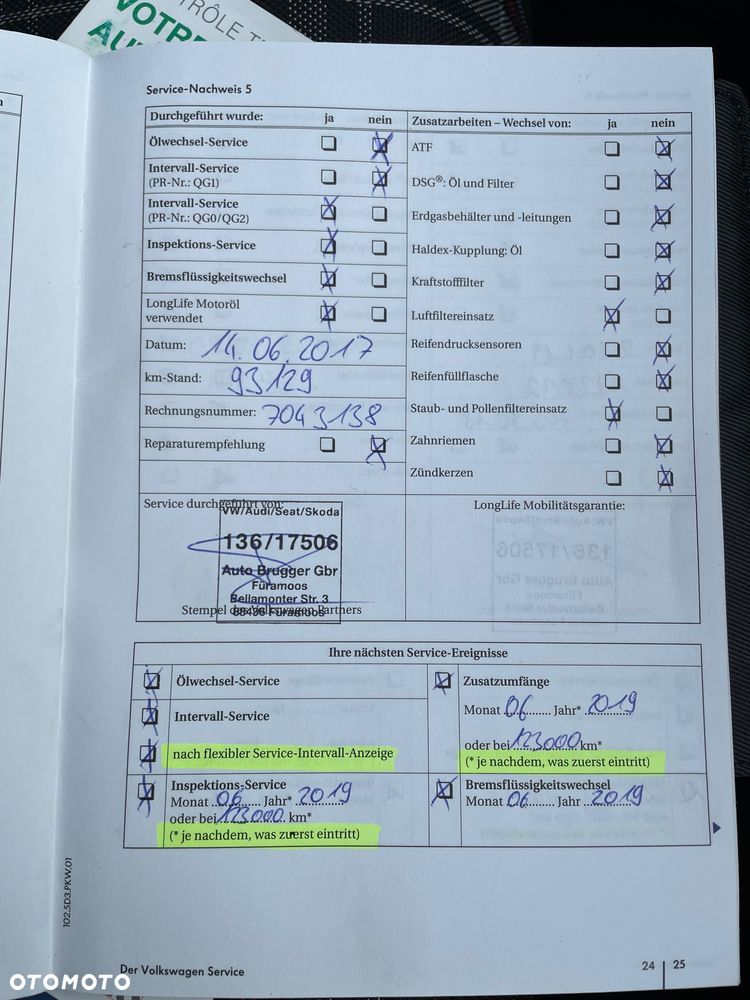 TRÔLE T
VOTRE
AU
Service-Nachweis 5
Durchgeführt wurde: ja nein
Ölwechsel-Service
Intervall-Service
(PR-Nr.: QG1)
Intervall-Service
(PR-Nr.: QG0/QG2)
Inspektions-Service
Bremsflüssigkeitswechsel
LongLife Motoröl
verwendet
Datum: 14.06.2017
km-Stand: 93129
Rechnungsnummer: 7043138
Reparaturempfehlung
Zusatzarbeiten – Wechsel von: ja nein
ATF
DSG®: Öl und Filter
Erdgasbehälter und -leitungen
Haldex-Kupplung: Öl
Kraftstofffilter
Luftfiltereinsatz
Reifendrucksensoren
Reifenfüllflasche
Staub- und Pollenfiltereinsatz
Zahnriemen
Zündkerzen
Service durchgeführt von:
VW/Audi/Seat/Skoda
136/17506
Auto Brugger Gbr
Füramoos
Bellamonter Str. 3
88436 Füramoos
Stempel des Volkswagen Partners
LongLife Mobilitätsgarantie:
Ihre nächsten Service-Ereignisse
Ölwechsel-Service
Intervall-Service
nach flexibler Service-Intervall-Anzeige
Inspektions-Service
Monat 06 Jahr* 2019
oder bei 123000 km*
(* je nachdem, was zuerst eintritt)
Zusatzumfänge
Monat 06 Jahr* 2019
oder bei 123000 km*
(* je nachdem, was zuerst eintritt)
Bremsflüssigkeitswechsel
Monat 06 Jahr 2019
102.5D3.PKW.01
Der Volkswagen Service
24 | 25
OTOMOTO